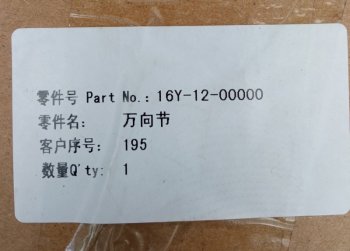 零件号 Part No.: 16Y-12-00000
零件名: 万向节
客户序号: 195
数量Q'ty: 1